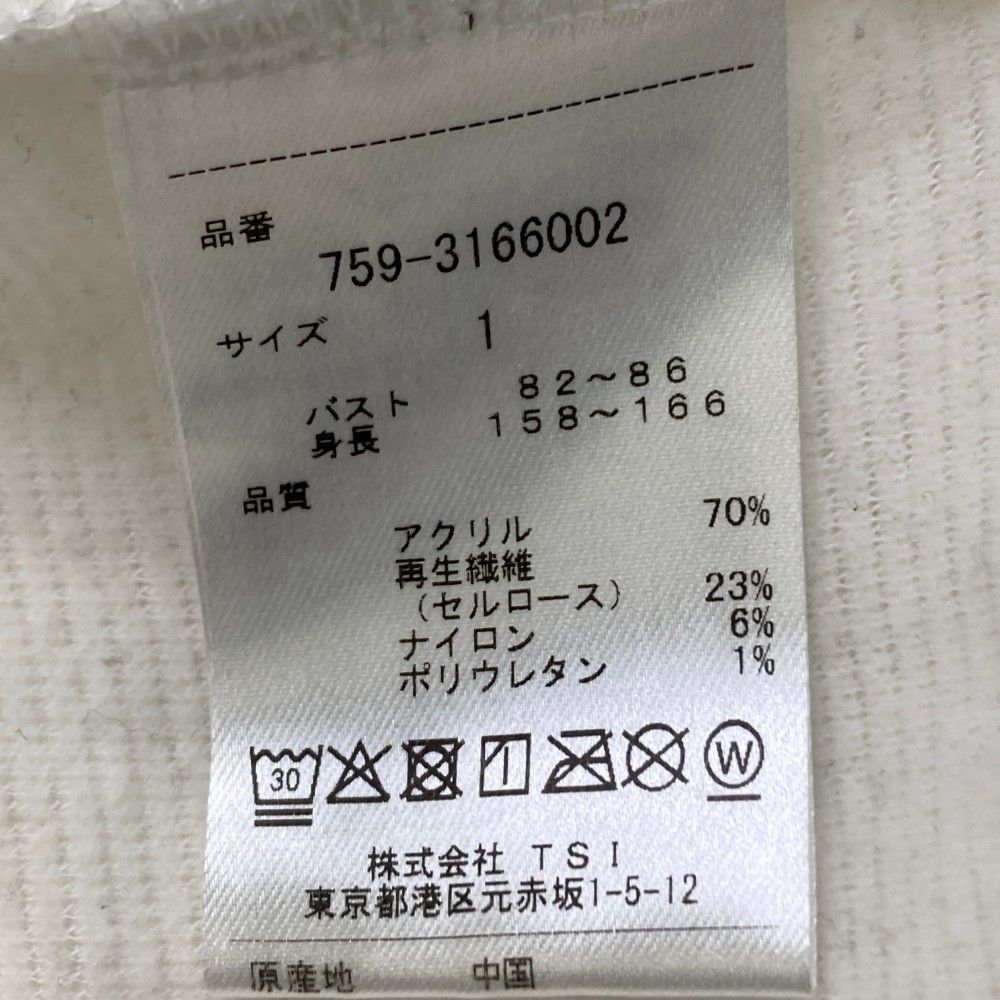 品番
759-3166002
サイズ 1
バスト 82～86
身長 158～166
品質
アクリル 70%
再生繊維
（セルロース） 23%
ナイロン 6%
ポリウレタン 1%
30 W
株式会社 TSI
東京都港区元赤坂1-5-12
原産地 中国